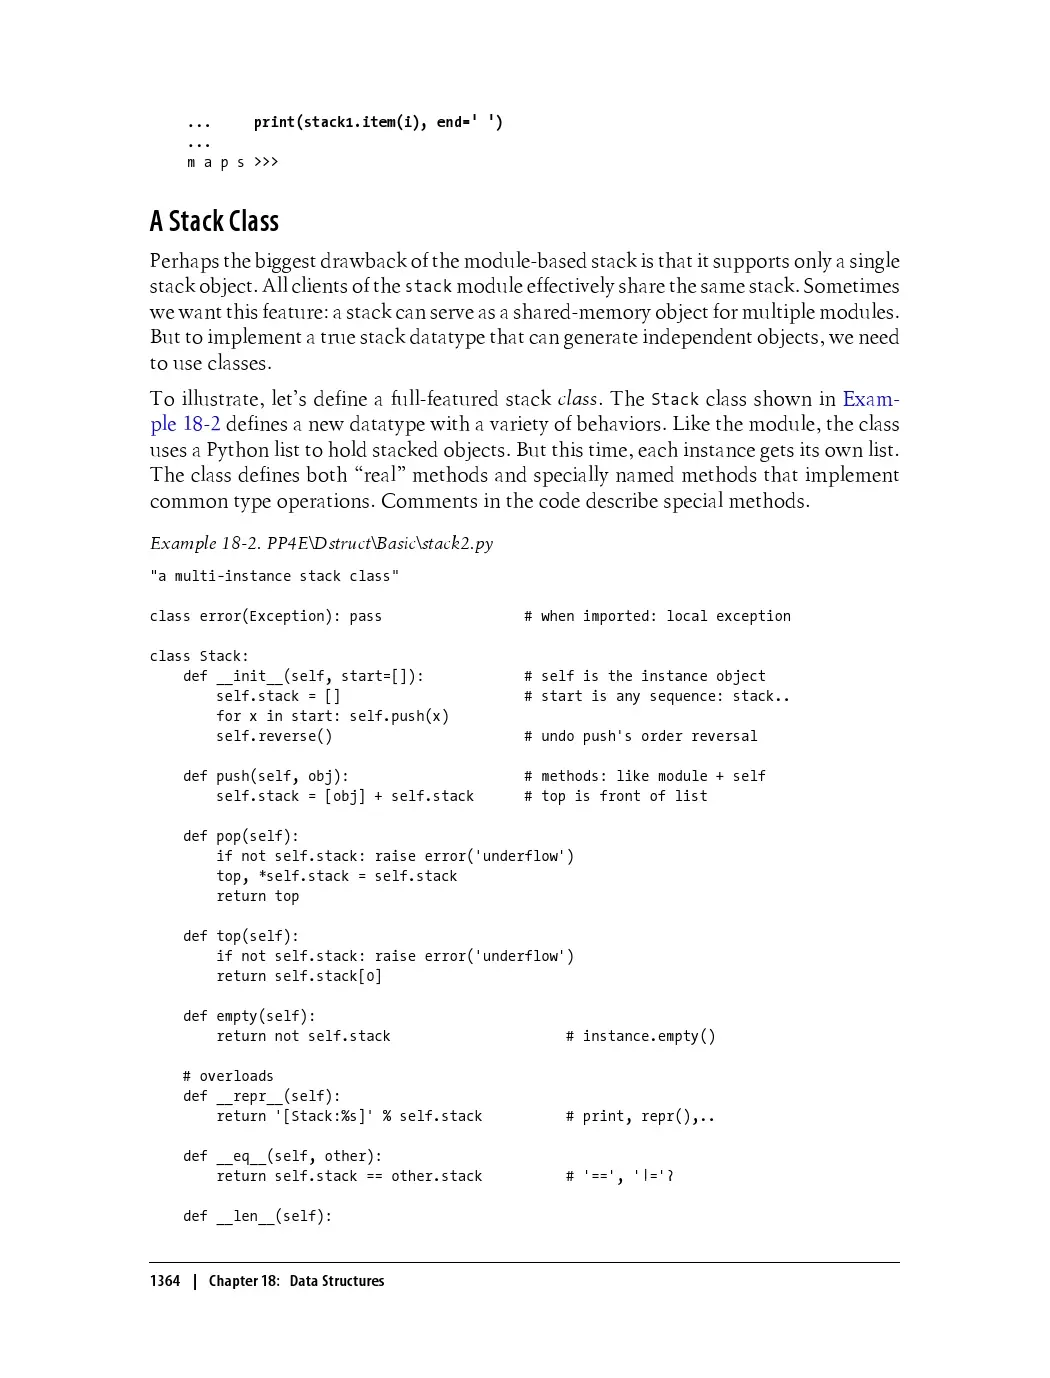 ...     print(stack1.item(i), end=' ')
...
m a p s >>>
A Stack Class
Perhaps the biggest drawback of the module-based stack is that it supports only a single
stack object. All clients of the stack module effectively share the same stack. Sometimes
we want this feature: a stack can serve as a shared-memory object for multiple modules.
But to implement a true stack datatype that can generate independent objects, we need
to use classes.
To illustrate, let’s define a full-featured stack class. The Stack class shown in Exam-
ple 18-2 defines a new datatype with a variety of behaviors. Like the module, the class
uses a Python list to hold stacked objects. But this time, each instance gets its own list.
The class defines both “real” methods and specially named methods that implement
common type operations. Comments in the code describe special methods.
Example 18-2. PP4E\Dstruct\Basic\stack2.py
"a multi-instance stack class"
class error(Exception): pass                 # when imported: local exception
class Stack:
    def __init__(self, start=[]):            # self is the instance object
        self.stack = []                      # start is any sequence: stack..
        for x in start: self.push(x)
        self.reverse()                       # undo push's order reversal
    def push(self, obj):                     # methods: like module + self
        self.stack = [obj] + self.stack      # top is front of list
    def pop(self):
        if not self.stack: raise error('underflow')
        top, *self.stack = self.stack
        return top
    def top(self):
        if not self.stack: raise error('underflow')
        return self.stack[0]
    def empty(self):
        return not self.stack                     # instance.empty()
    # overloads
    def __repr__(self):
        return '[Stack:%s]' % self.stack          # print, repr(),..
    def __eq__(self, other):
        return self.stack == other.stack          # '==', '!='?
    def __len__(self):
1364 | Chapter 18: Data Structures